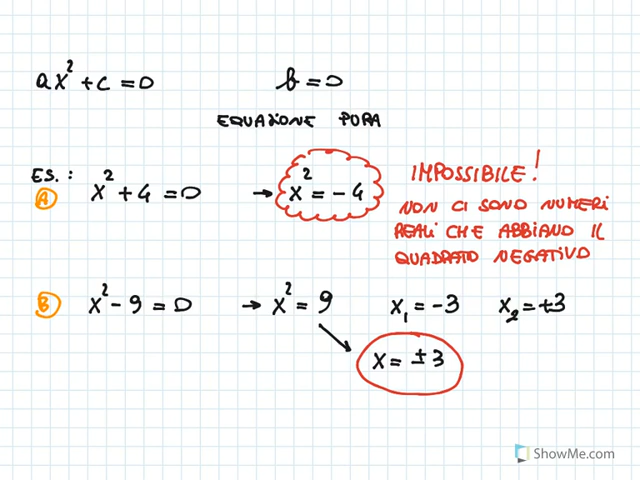 ax² + c = 0 b = 0
EQUAZIONE PURA
ES.:
A x² + 4 = 0 → x² = - 4 IMPOSSIBILE!
NON CI SONO NUMERI
REALI CHE ABBIANO IL
QUADRATO NEGATIVO
B x² - 9 = 0 → x² = 9 x₁ = -3 x₂ = +3
x = ± 3
ShowMe.com